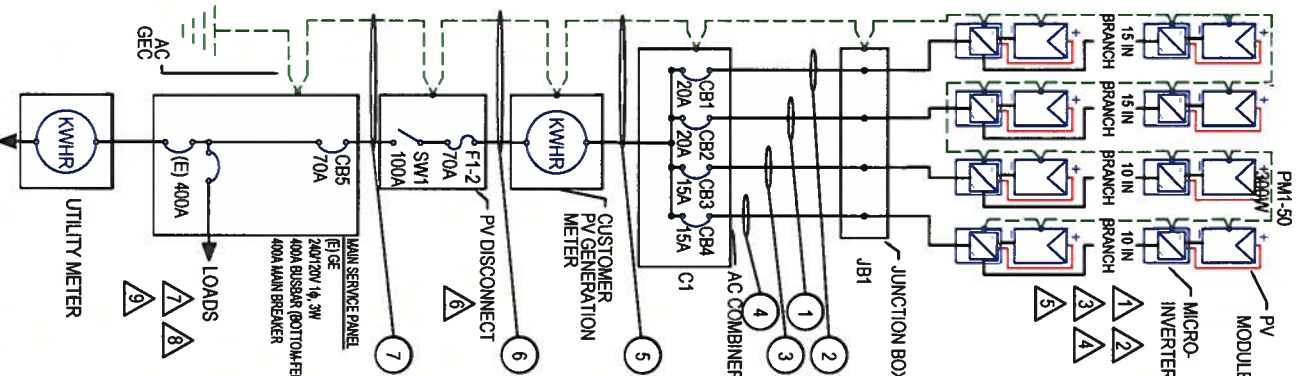 PM1-50
300W
PV
MODULE
MICRO-
INVERTER
15 IN
BRANCH
15 IN
BRANCH
10 IN
BRANCH
10 IN
BRANCH
1
2
3
4
5
JUNCTION BOX
JB1
CB1
20A
CB2
20A
CB3
15A
CB4
15A
C1
AC COMBINER
2
1
3
4
KWHR
CUSTOMER
PV GENERATION
METER
5
F1-2
70A
SW1
100A
PV DISCONNECT
6
6
CB5
70A
(E) 400A
MAIN SERVICE PANEL
(E) GE
240/120V 1ϕ, 3W
400A BUSBAR (BOTTOM-FE
400A MAIN BREAKER
LOADS
7
7
8
9
AC
GEC
KWHR
UTILITY METER